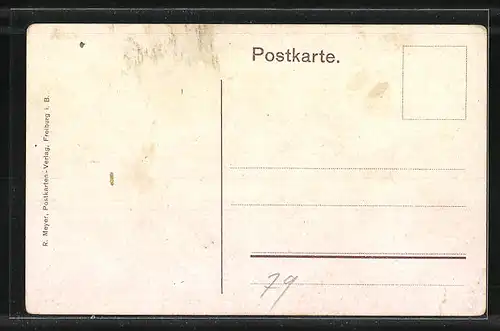 Postkarte.
R. Meyer, Postkarten-Verlag, Freiburg i. B.
79